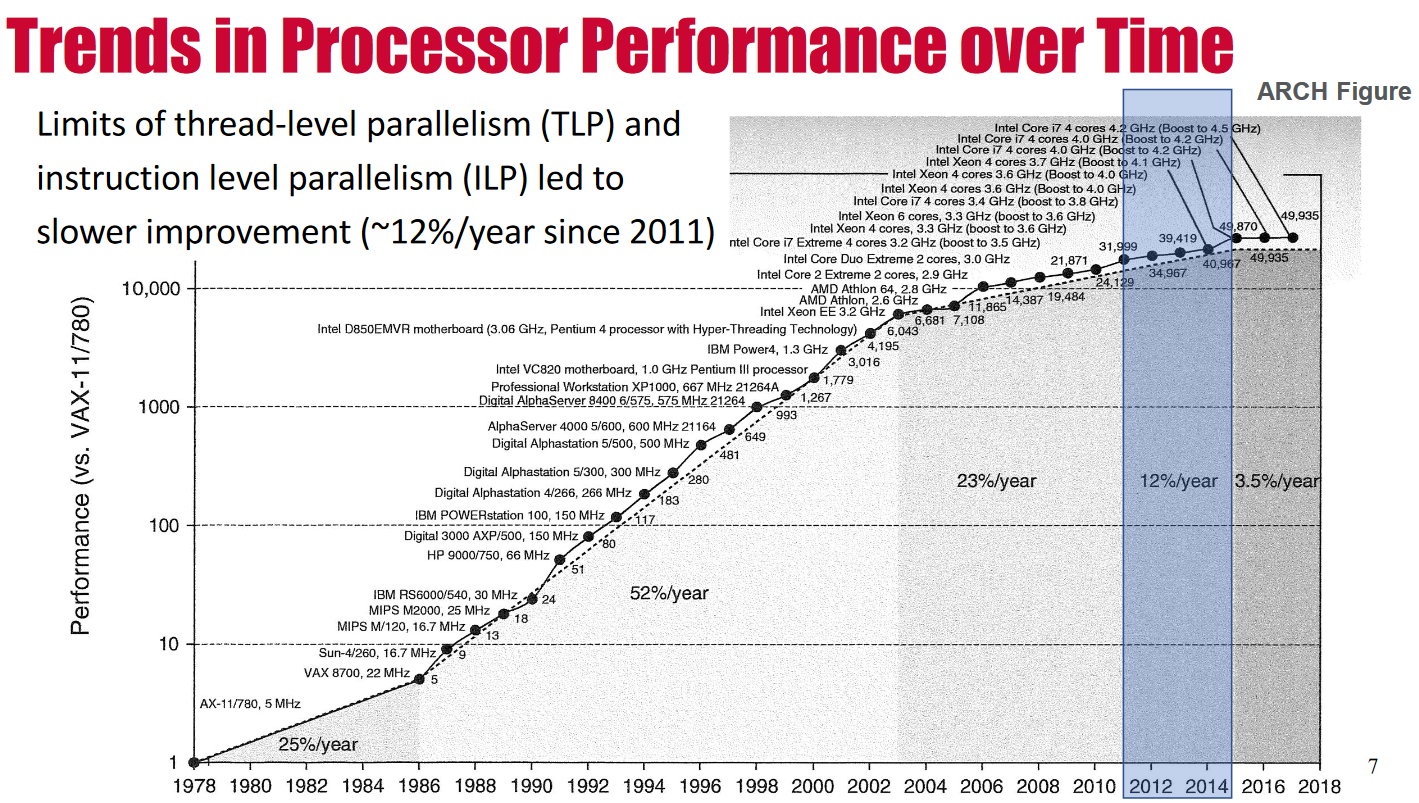 Trends in Processor Performance over Time
ARCH Figure
Limits of thread-level parallelism (TLP) and
instruction level parallelism (ILP) led to
slower improvement (~12%/year since 2011)
Intel Core i7 4 cores 4.2 GHz (Boost to 4.5 GHz)
Intel Core i7 4 cores 4.0 GHz (Boost to 4.2 GHz)
Intel Core i7 4 cores 4.0 GHz (Boost to 4.2 GHz)
Intel Xeon 4 cores 3.7 GHz (Boost to 4.1 GHz)
Intel Xeon 4 cores 3.6 GHz (Boost to 4.0 GHz)
Intel Xeon 4 cores 3.6 GHz (Boost to 4.0 GHz)
Intel Core i7 4 cores 3.4 GHz (boost to 3.8 GHz)
Intel Xeon 6 cores, 3.3 GHz (boost to 3.6 GHz)
Intel Xeon 4 cores, 3.3 GHz (boost to 3.6 GHz)
ntel Core i7 Extreme 4 cores 3.2 GHz (boost to 3.5 GHz)
Intel Core Duo Extreme 2 cores, 3.0 GHz
Intel Core 2 Extreme 2 cores, 2.9 GHz
AMD Athlon 64, 2.8 GHz
AMD Athlon, 2.6 GHz
Intel Xeon EE 3.2 GHz
Intel D850EMVR motherboard (3.06 GHz, Pentium 4 processor with Hyper-Threading Technology)
IBM Power4, 1.3 GHz
Intel VC820 motherboard, 1.0 GHz Pentium III processor
Professional Workstation XP1000, 667 MHz 21264A
Digital AlphaServer 8400 6/575, 575 MHz 21264
AlphaServer 4000 5/600, 600 MHz 21164
Digital Alphastation 5/500, 500 MHz
Digital Alphastation 5/300, 300 MHz
Digital Alphastation 4/266, 266 MHz
IBM POWERstation 100, 150 MHz
Digital 3000 AXP/500, 150 MHz
HP 9000/750, 66 MHz
IBM RS6000/540, 30 MHz
MIPS M2000, 25 MHz
MIPS M/120, 16.7 MHz
Sun-4/260, 16.7 MHz
VAX 8700, 22 MHz
AX-11/780, 5 MHz
5
9
13
18
24
51
80
117
183
280
481
649
993
1,267
1,779
3,016
4,195
6,043
6,681
7,108
11,865
14,387
19,484
21,871
24,129
31,999
34,967
39,419
40,967
49,870
49,935
49,935
25%/year
52%/year
23%/year
12%/year
3.5%/year
Performance (vs. VAX-11/780)
10,000
1000
100
10
1
1978 1980 1982 1984 1986 1988 1990 1992 1994 1996 1998 2000 2002 2004 2006 2008 2010 2012 2014 2016 2018
7